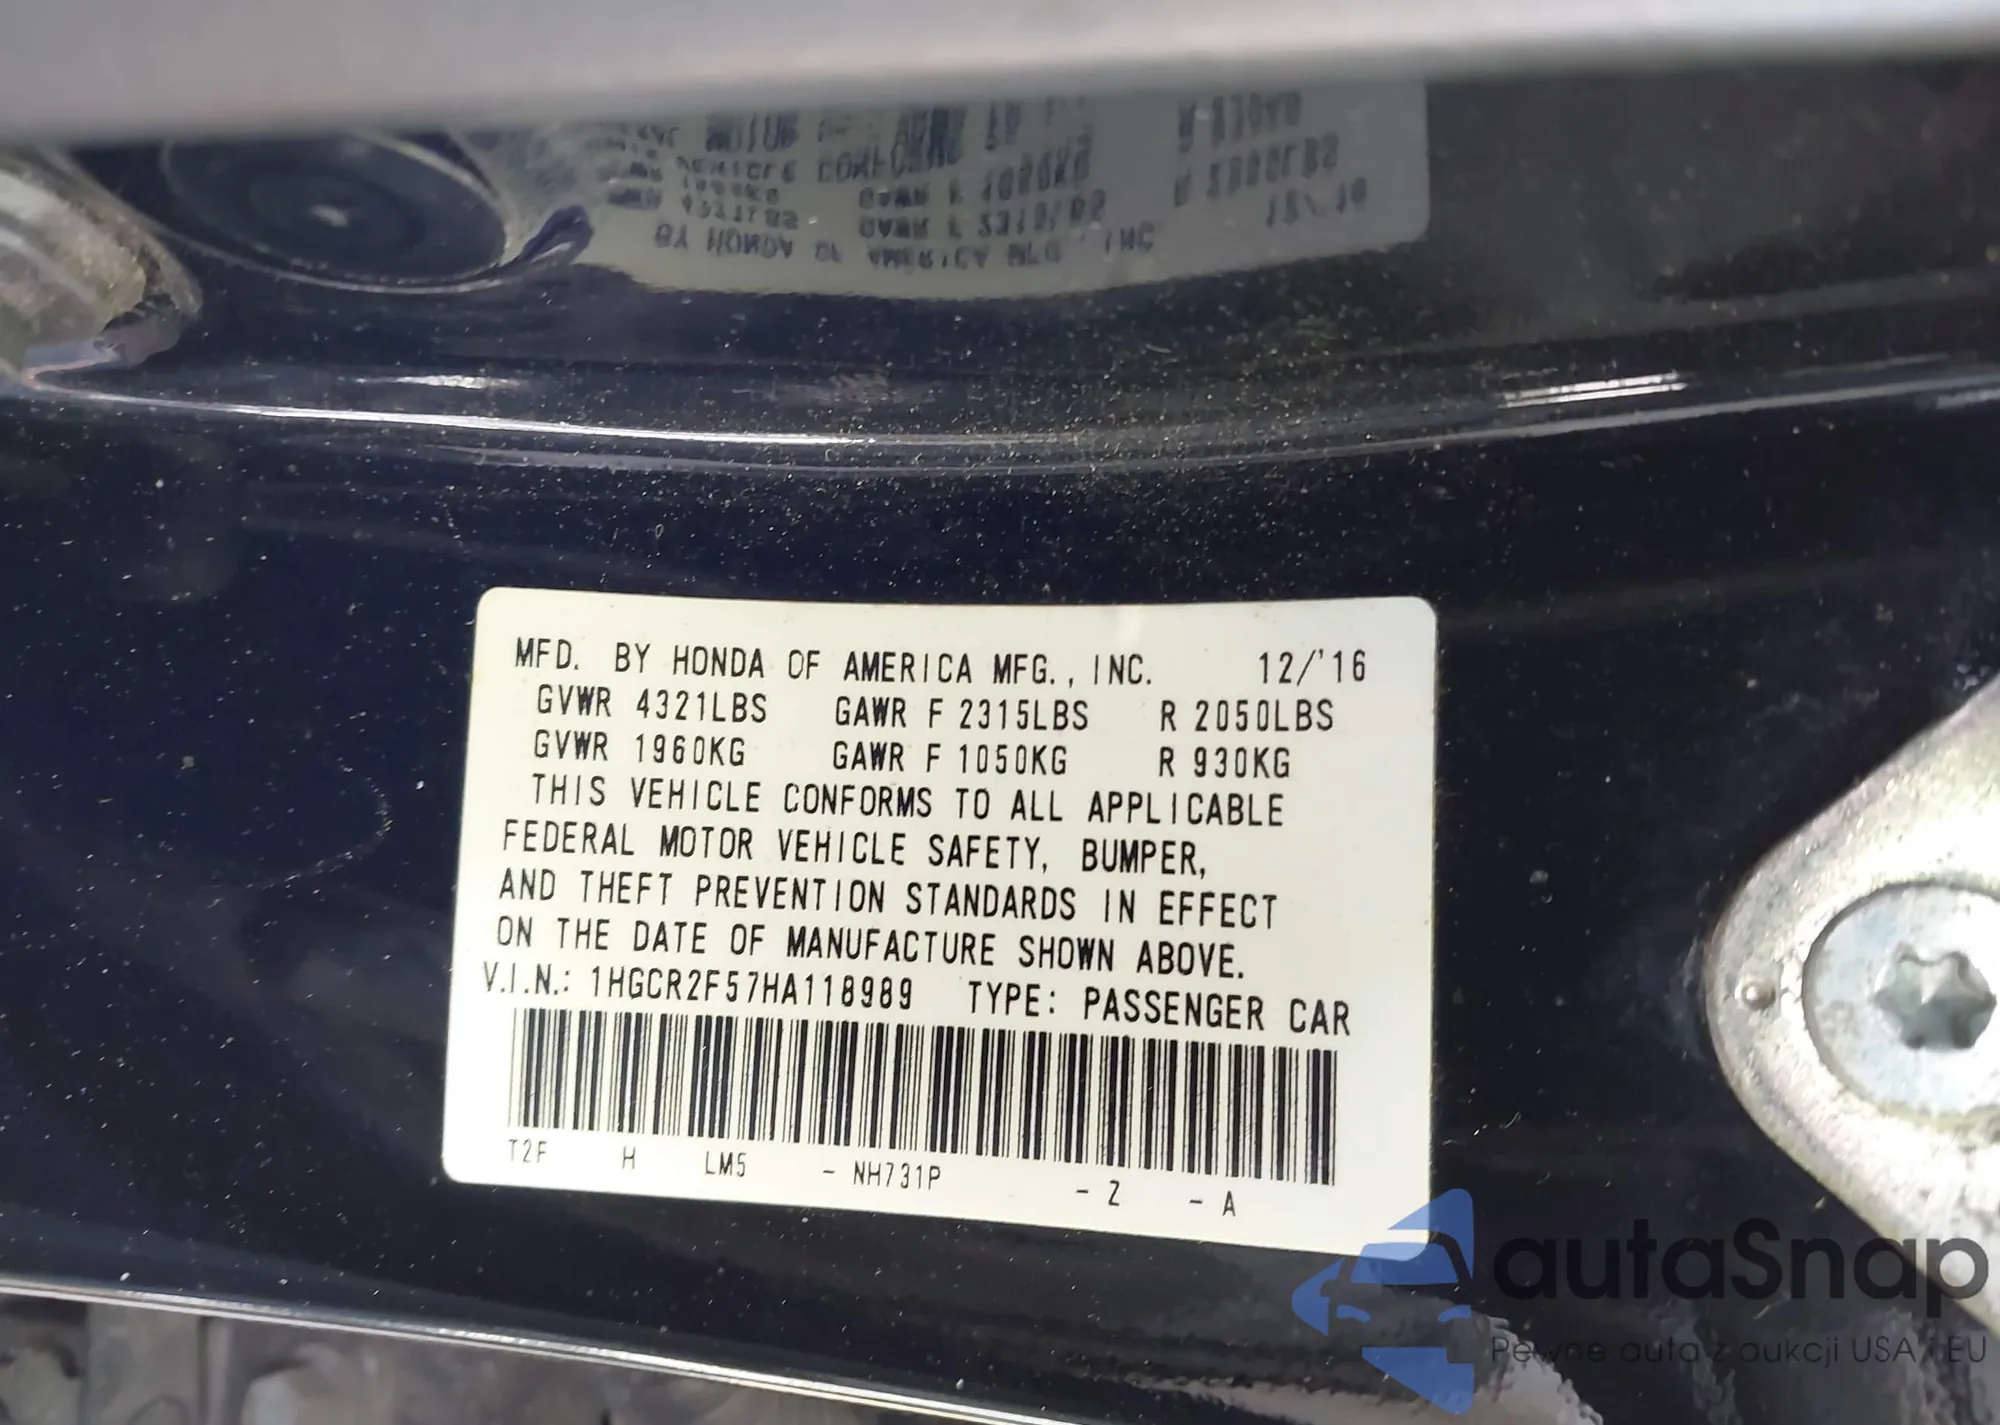 MFD. BY HONDA OF AMERICA MFG., INC. 12/'16
GVWR 4321LBS GAWR F 2315LBS R 2050LBS
GVWR 1960KG GAWR F 1050KG R 930KG
THIS VEHICLE CONFORMS TO ALL APPLICABLE
FEDERAL MOTOR VEHICLE SAFETY, BUMPER,
AND THEFT PREVENTION STANDARDS IN EFFECT
ON THE DATE OF MANUFACTURE SHOWN ABOVE.
V.I.N.: 1HGCR2F57HA118989 TYPE: PASSENGER CAR
T2F H LM5 - NH731P - Z - A
autaSnap
Pewne auta z aukcji USA i EU